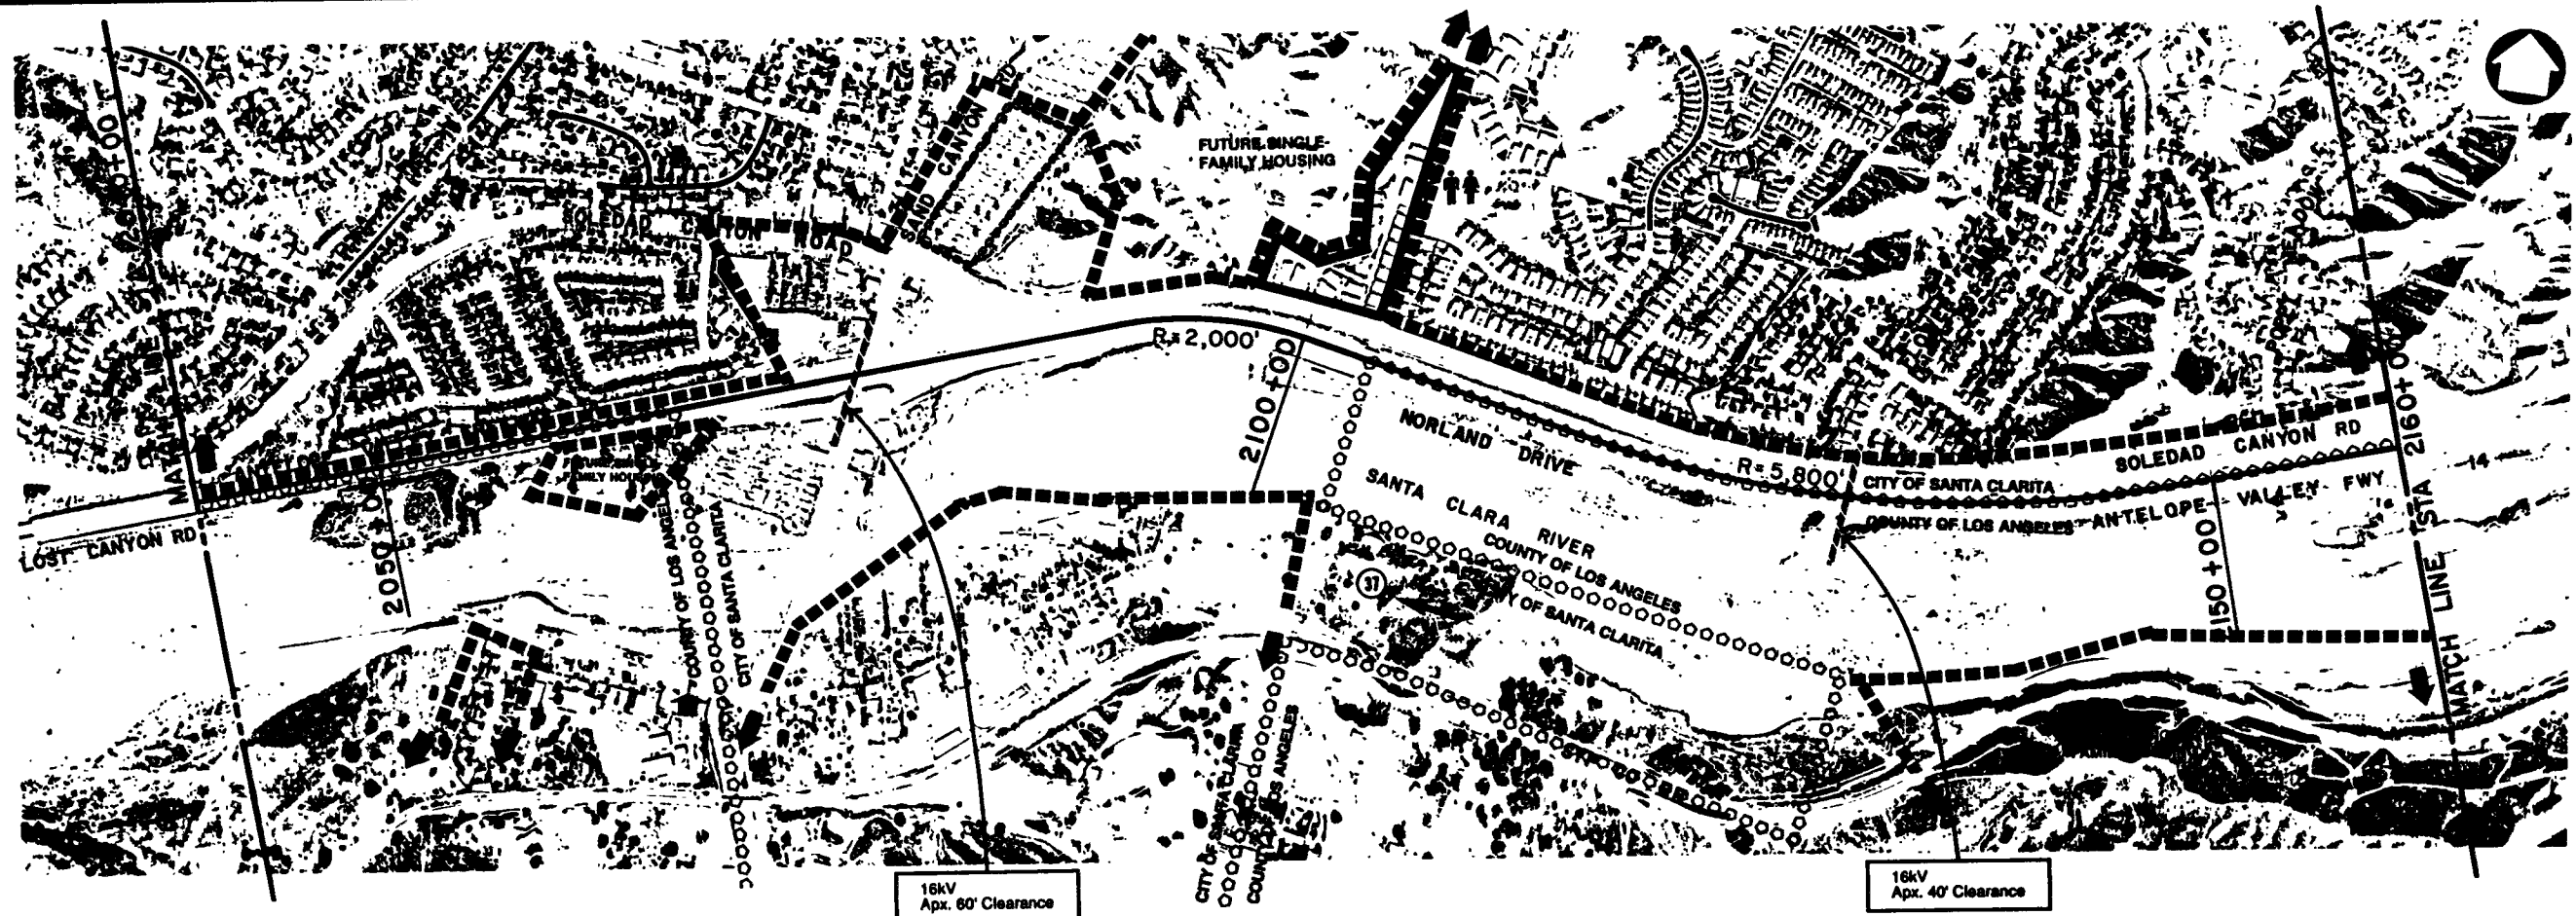 SAND CANYON RD
FUTURE SINGLE-
FAMILY HOUSING
SOLEDAD CANYON ROAD
R=2,000'
2100+00
NORLAND DRIVE
SANTA CLARA RIVER
COUNTY OF LOS ANGELES
CITY OF SANTA CLARITA
37
R=5,800'
CITY OF SANTA CLARITA
COUNTY OF LOS ANGELES
SOLEDAD CANYON RD
ANTELOPE VALLEY FWY
14
MATCH LINE STA 2160+00
LOST CANYON RD
2050+00
FAMILY HOUSING
COUNTY OF LOS ANGELES
CITY OF SANTA CLARITA
CITY OF SANTA CLARITA
COUNTY OF LOS ANGELES
16kV
Apx. 60' Clearance
16kV
Apx. 40' Clearance